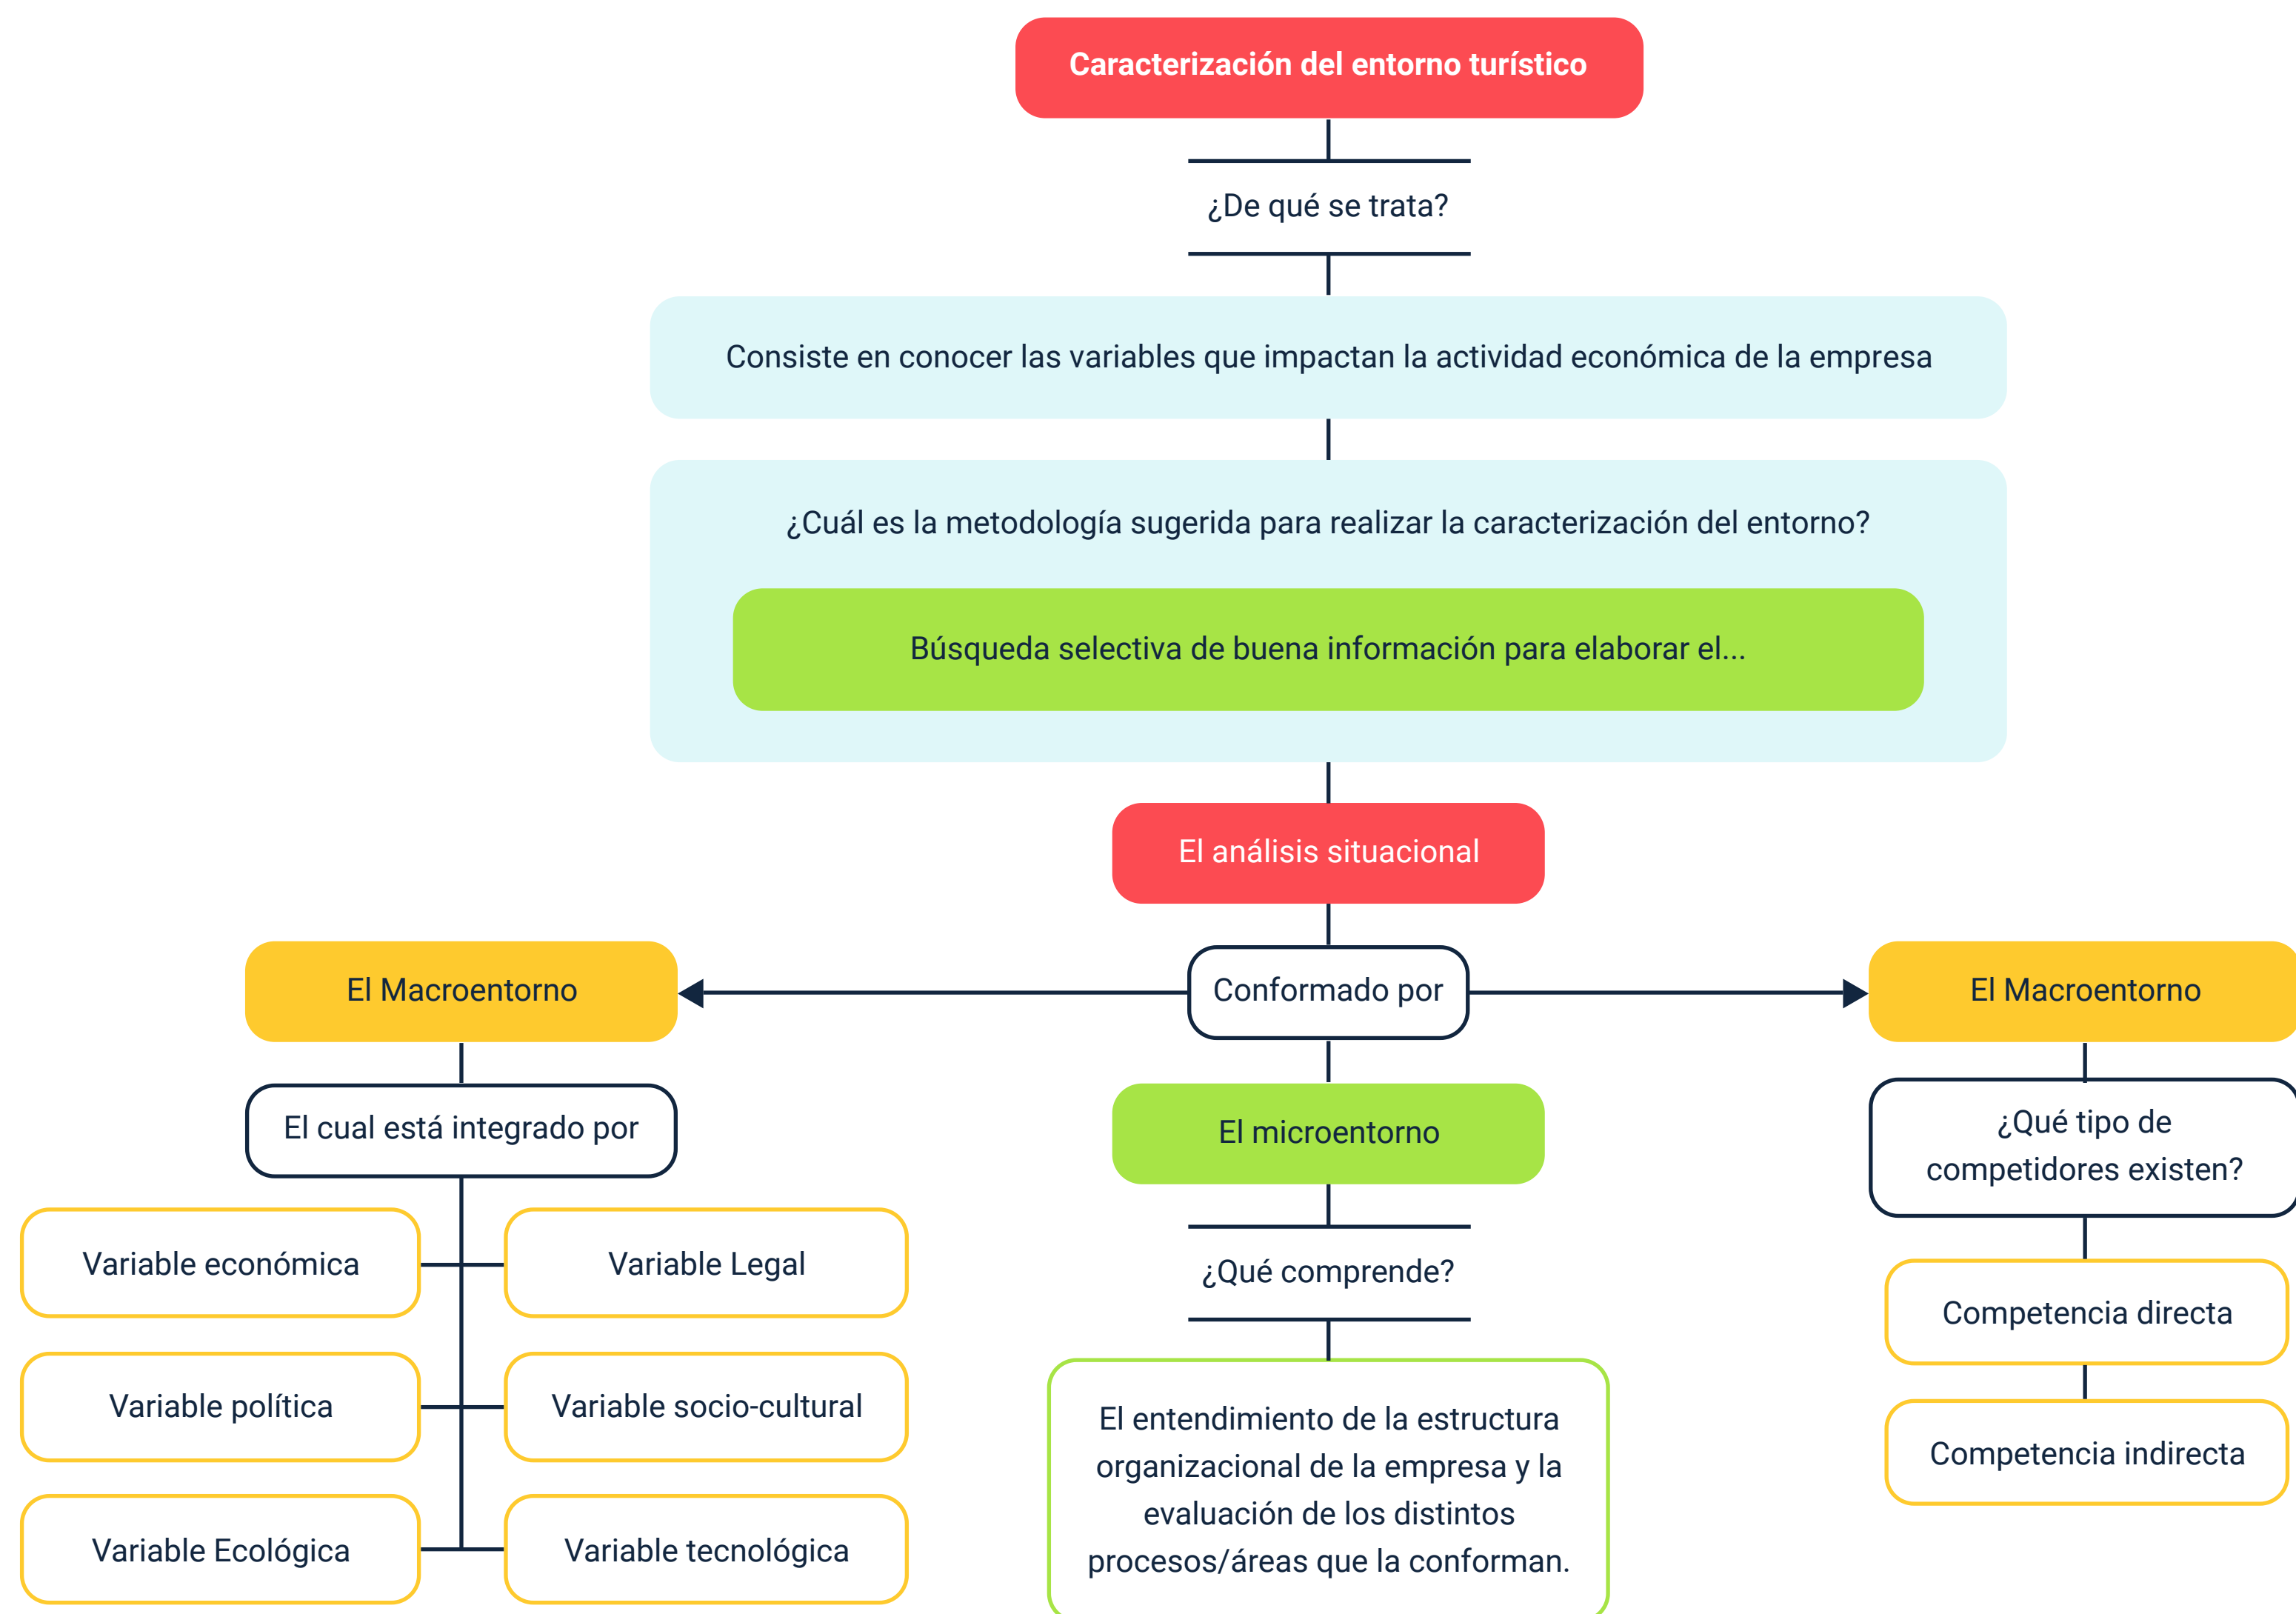 Caracterización del entorno turístico
¿De qué se trata?
Consiste en conocer las variables que impactan la actividad económica de la empresa
¿Cuál es la metodología sugerida para realizar la caracterización del entorno?
Búsqueda selectiva de buena información para elaborar el...
El análisis situacional
El Macroentorno
Conformado por
El Macroentorno
El cual está integrado por
Variable económica
Variable Legal
Variable política
Variable socio-cultural
Variable Ecológica
Variable tecnológica
El microentorno
¿Qué comprende?
El entendimiento de la estructura
organizacional de la empresa y la
evaluación de los distintos
procesos/áreas que la conforman.
¿Qué tipo de
competidores existen?
Competencia directa
Competencia indirecta